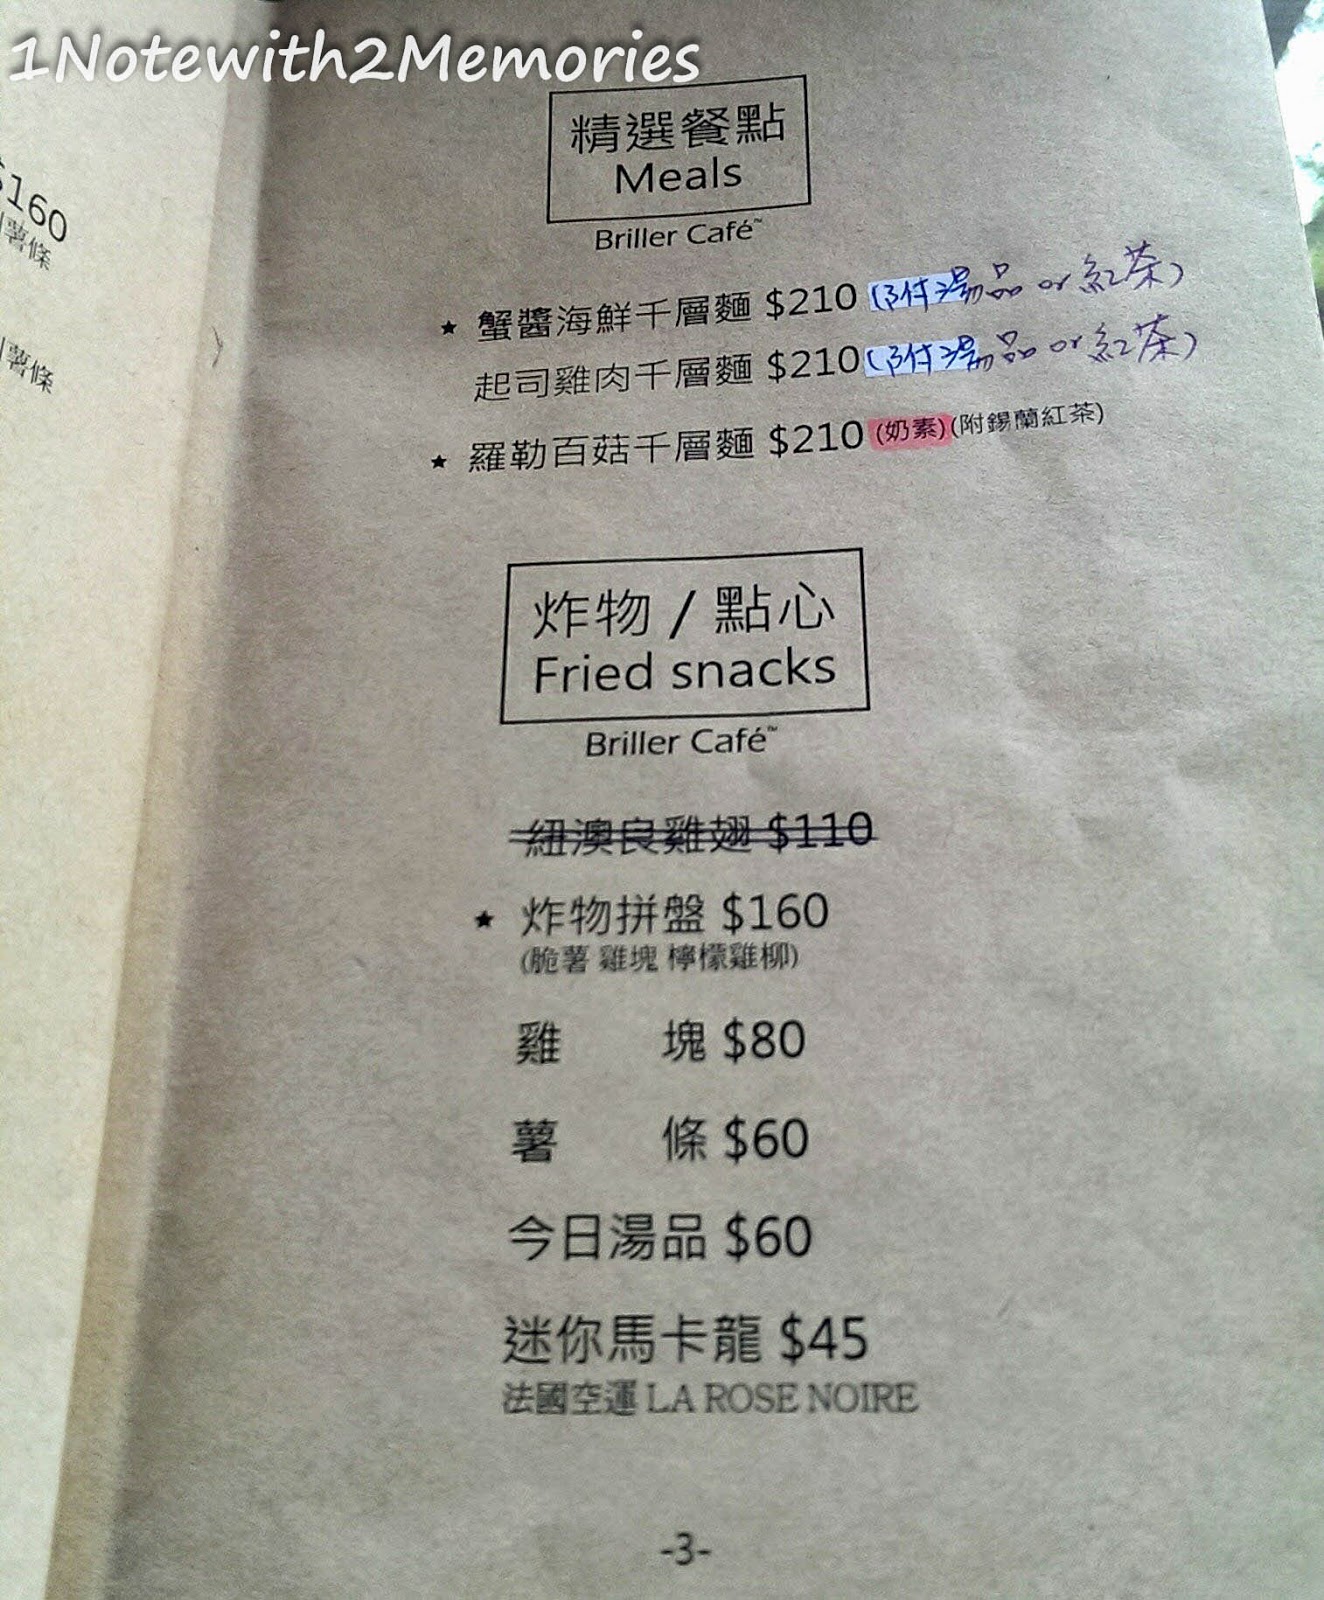 1Notewith2Memories
$160
薯條
薯條
精選餐點
Meals
Briller Café™
★ 蟹醬海鮮千層麵 $210 (附湯品 or 紅茶)
起司雞肉千層麵 $210 (附湯品 or 紅茶)
★ 羅勒百菇千層麵 $210 (奶素) (附錫蘭紅茶)
炸物 / 點心
Fried snacks
Briller Café™
紐澳良雞翅 $110
★ 炸物拼盤 $160
(脆薯 雞塊 檸檬雞柳)
雞 塊 $80
薯 條 $60
今日湯品 $60
迷你馬卡龍 $45
法國空運 LA ROSE NOIRE
-3-